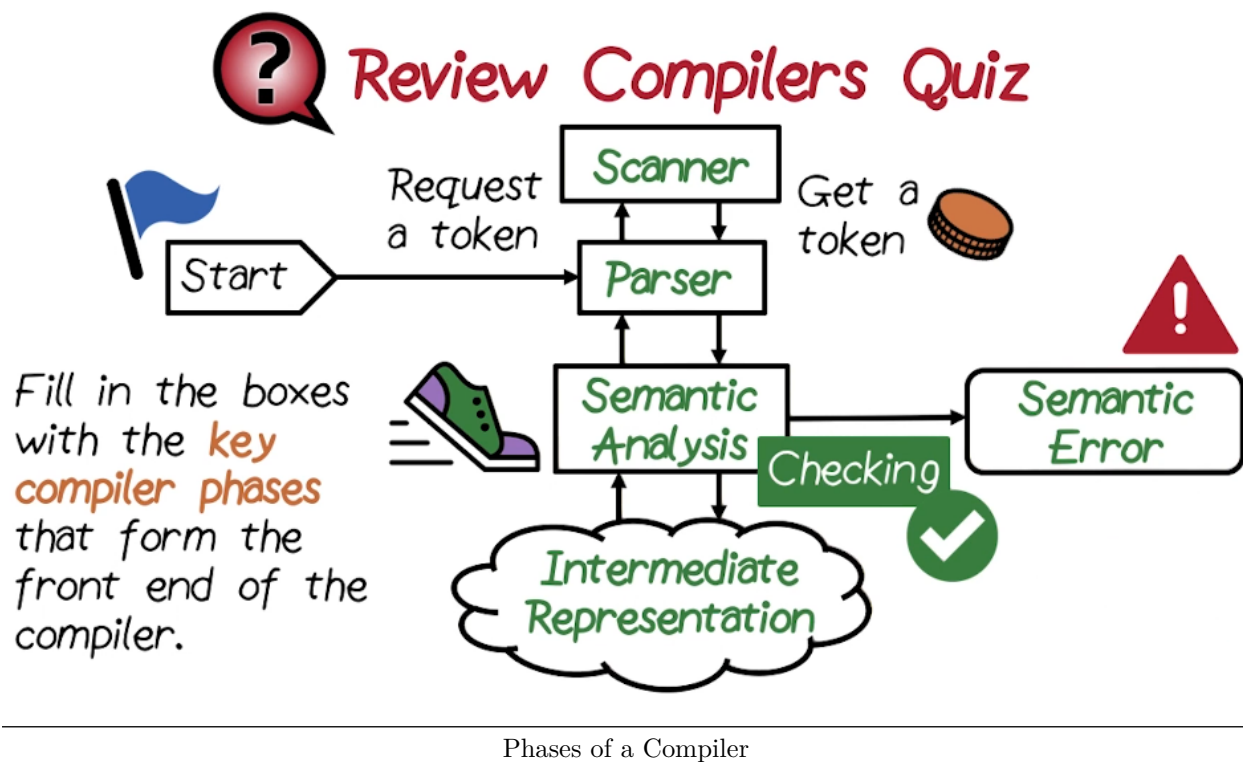 ?
Review Compilers Quiz
Scanner
Request
a token
Get a
token
Start
Parser
!
Fill in the boxes
with the key
compiler phases
that form the
front end of the
compiler.
Semantic
Analysis
Checking
Semantic
Error
Intermediate
Representation
Phases of a Compiler